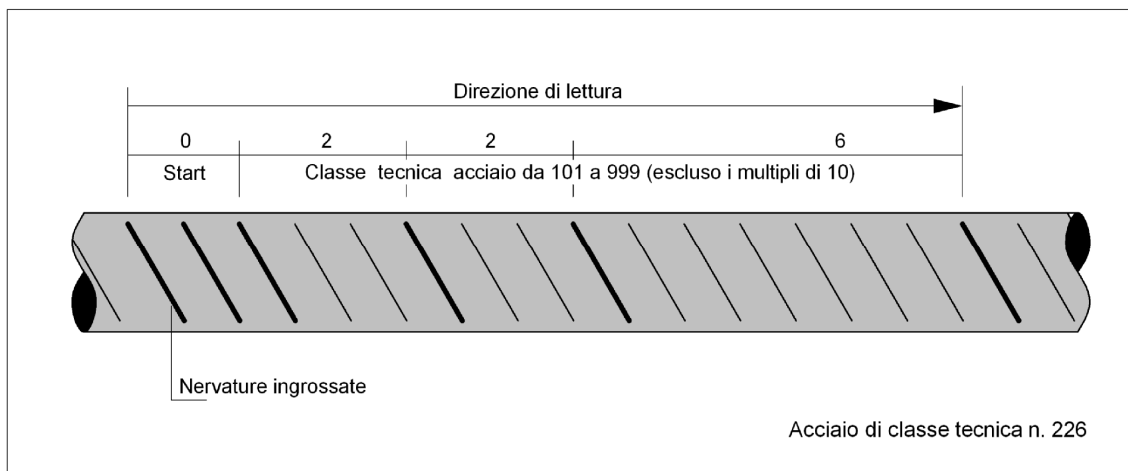 Direzione di lettura
0 2 2 6
Start Classe tecnica acciaio da 101 a 999 (escluso i multipli di 10)
Nervature ingrossate
Acciaio di classe tecnica n. 226